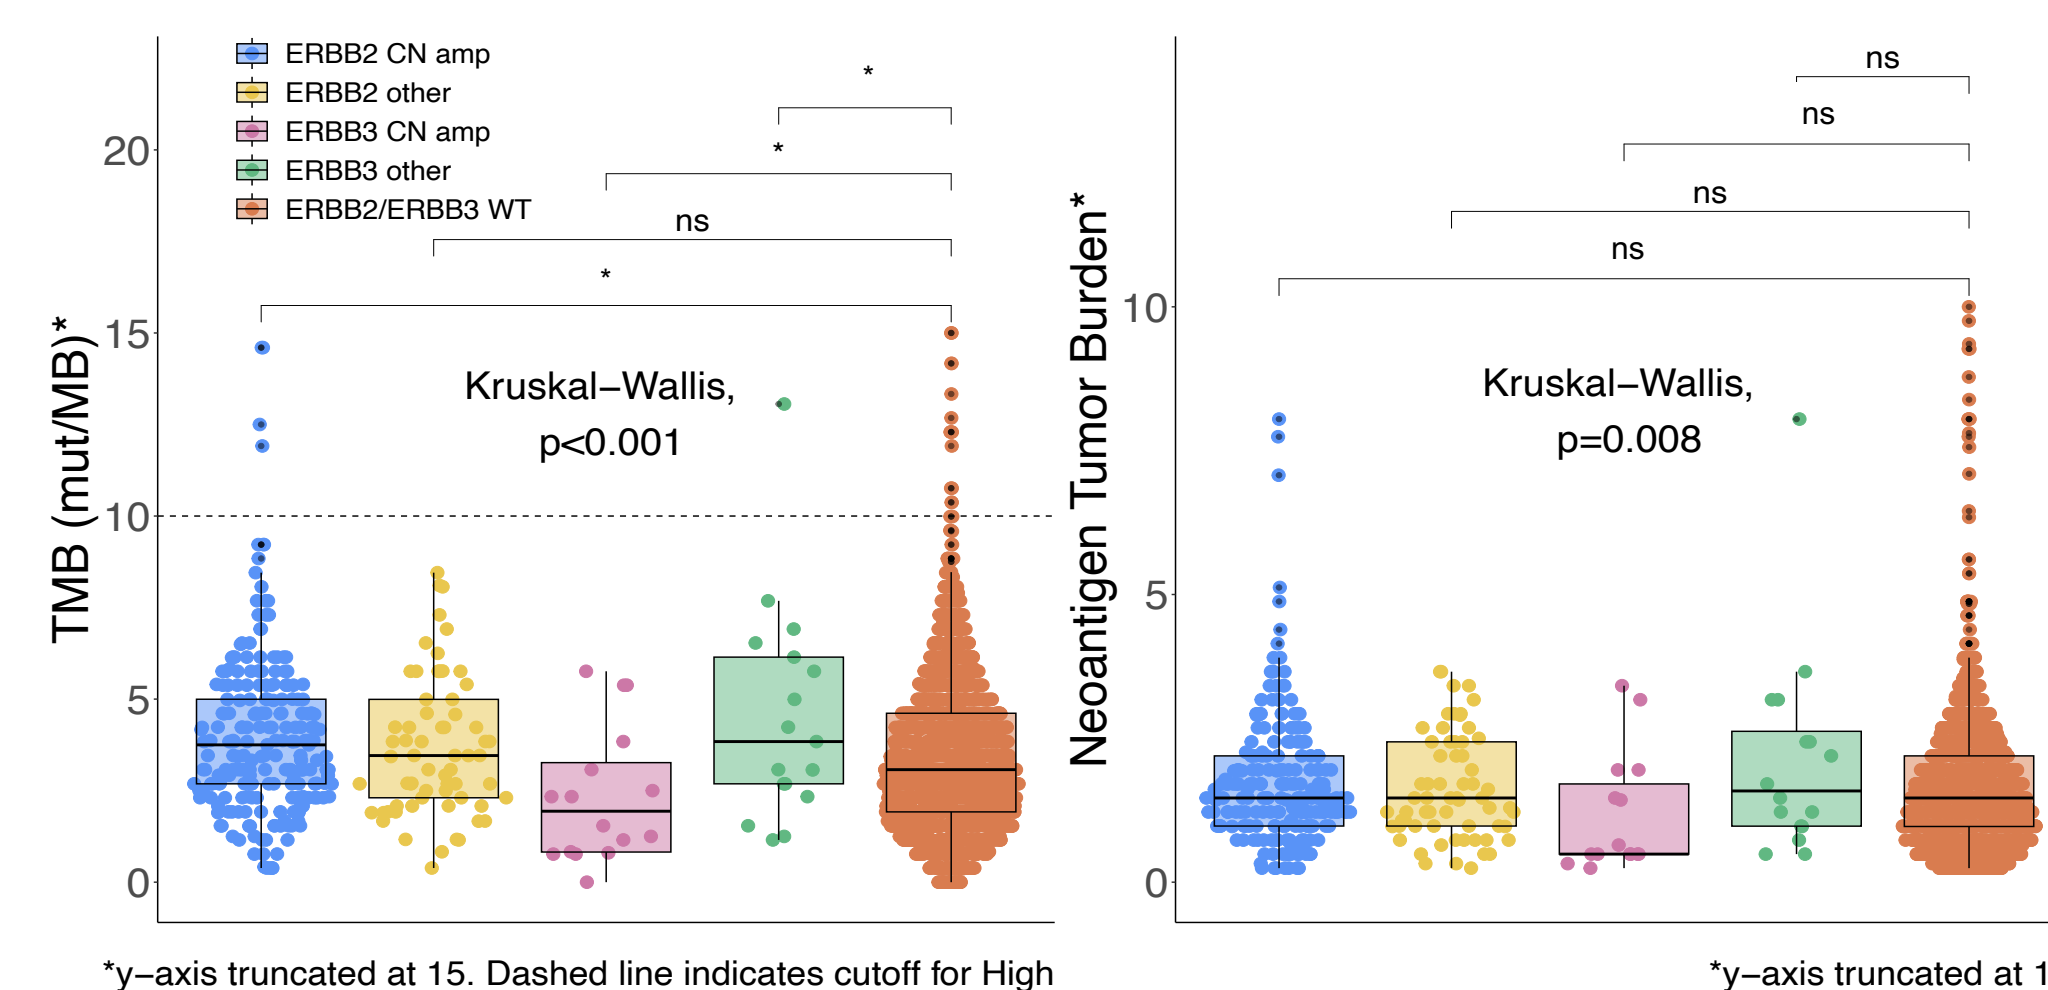 ERBB2 CN amp
ERBB2 other
ERBB3 CN amp
ERBB3 other
ERBB2/ERBB3 WT
*
*
ns
*
Kruskal−Wallis,
p<0.001
TMB (mut/MB)*
20
15
10
5
0
*y−axis truncated at 15. Dashed line indicates cutoff for High
ns
ns
ns
ns
Kruskal−Wallis,
p=0.008
Neoantigen Tumor Burden*
10
5
0
*y−axis truncated at 1